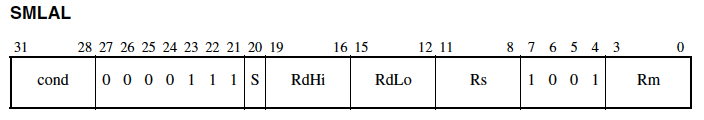 SMLAL
31 28 27 26 25 24 23 22 21 20 19 16 15 12 11 8 7 6 5 4 3 0
cond 0 0 0 0 1 1 1 S RdHi RdLo Rs 1 0 0 1 Rm